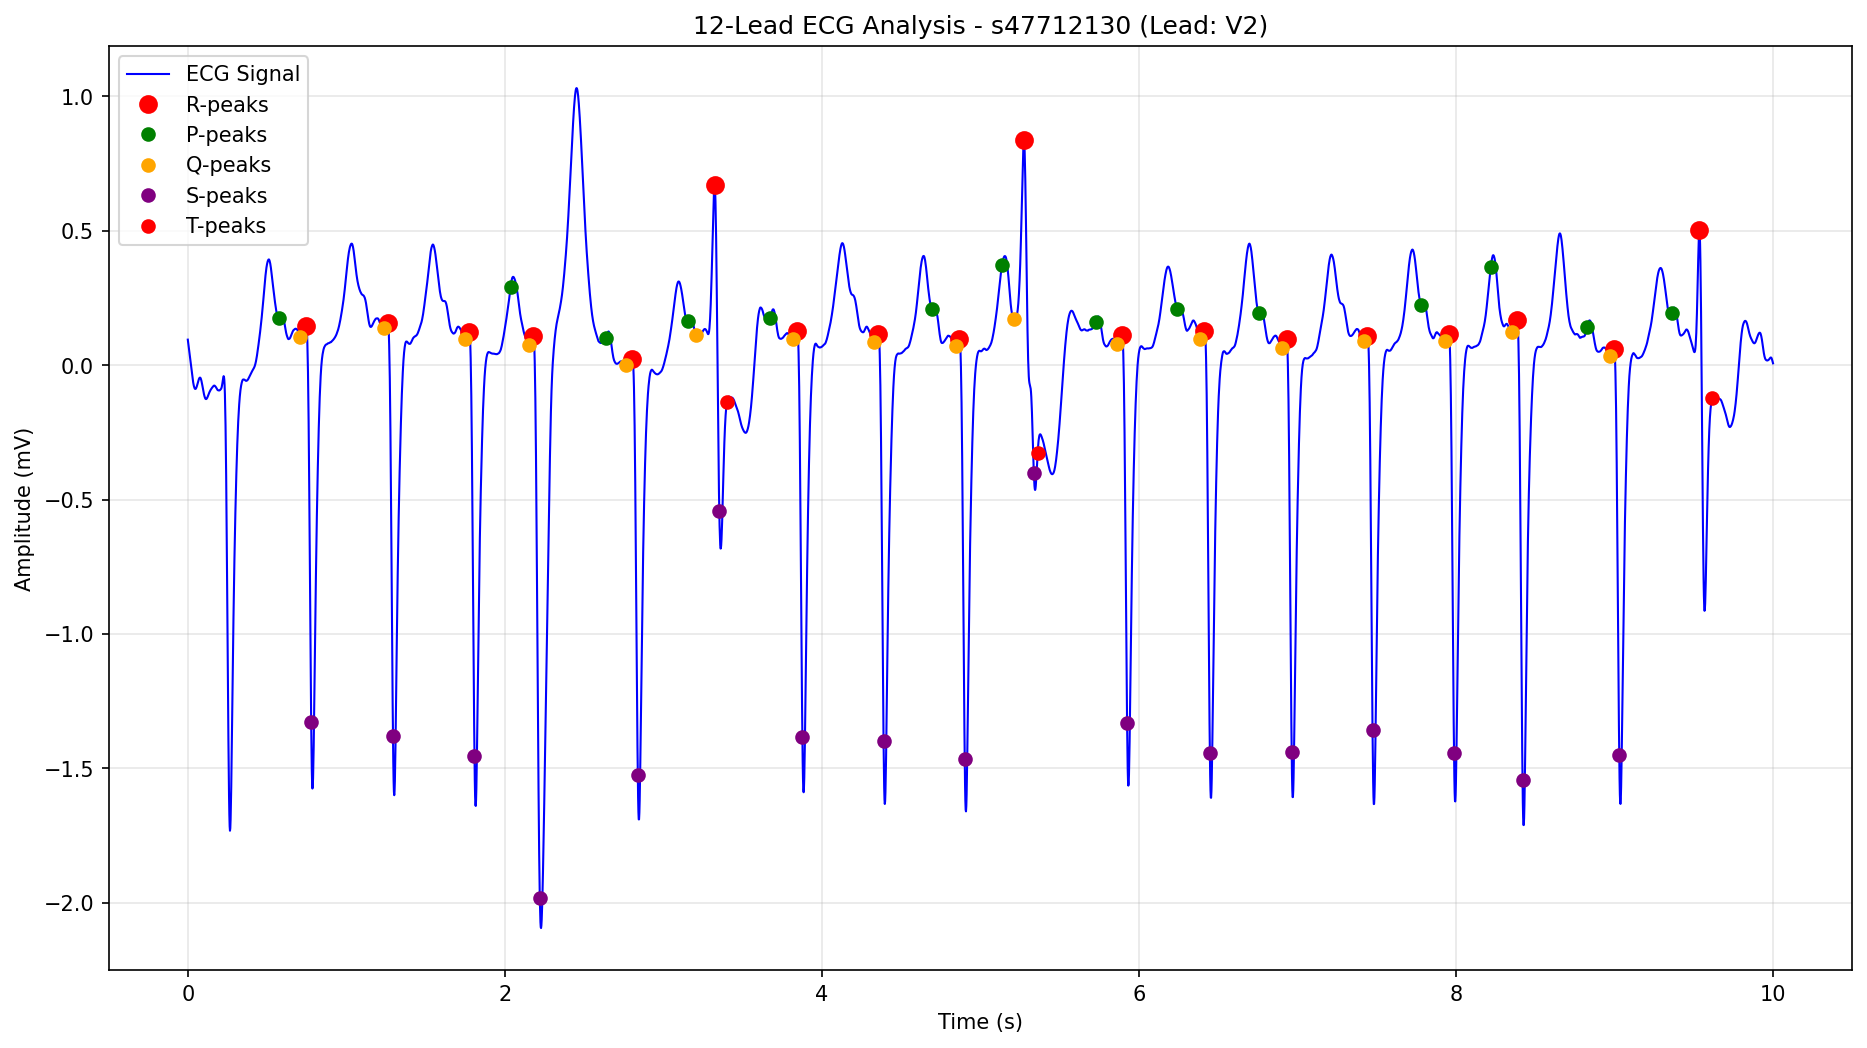 12-Lead ECG Analysis - s47712130 (Lead: V2)
ECG Signal
R-peaks
P-peaks
Q-peaks
S-peaks
T-peaks
1.0
0.5
0.0
−0.5
−1.0
−1.5
−2.0
Amplitude (mV)
0 2 4 6 8 10
Time (s)